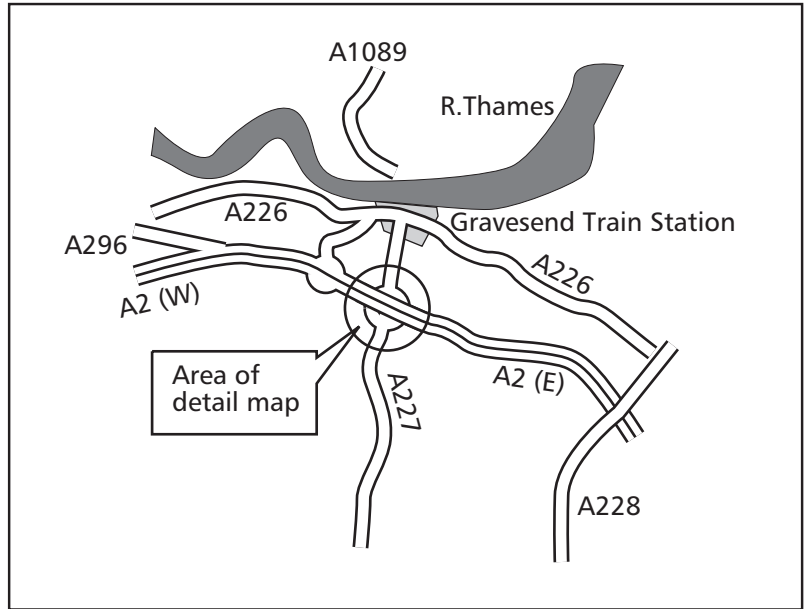 A1089
R.Thames
A226
Gravesend Train Station
A296
A226
A2 (W)
Area of
detail map
A227
A2 (E)
A228